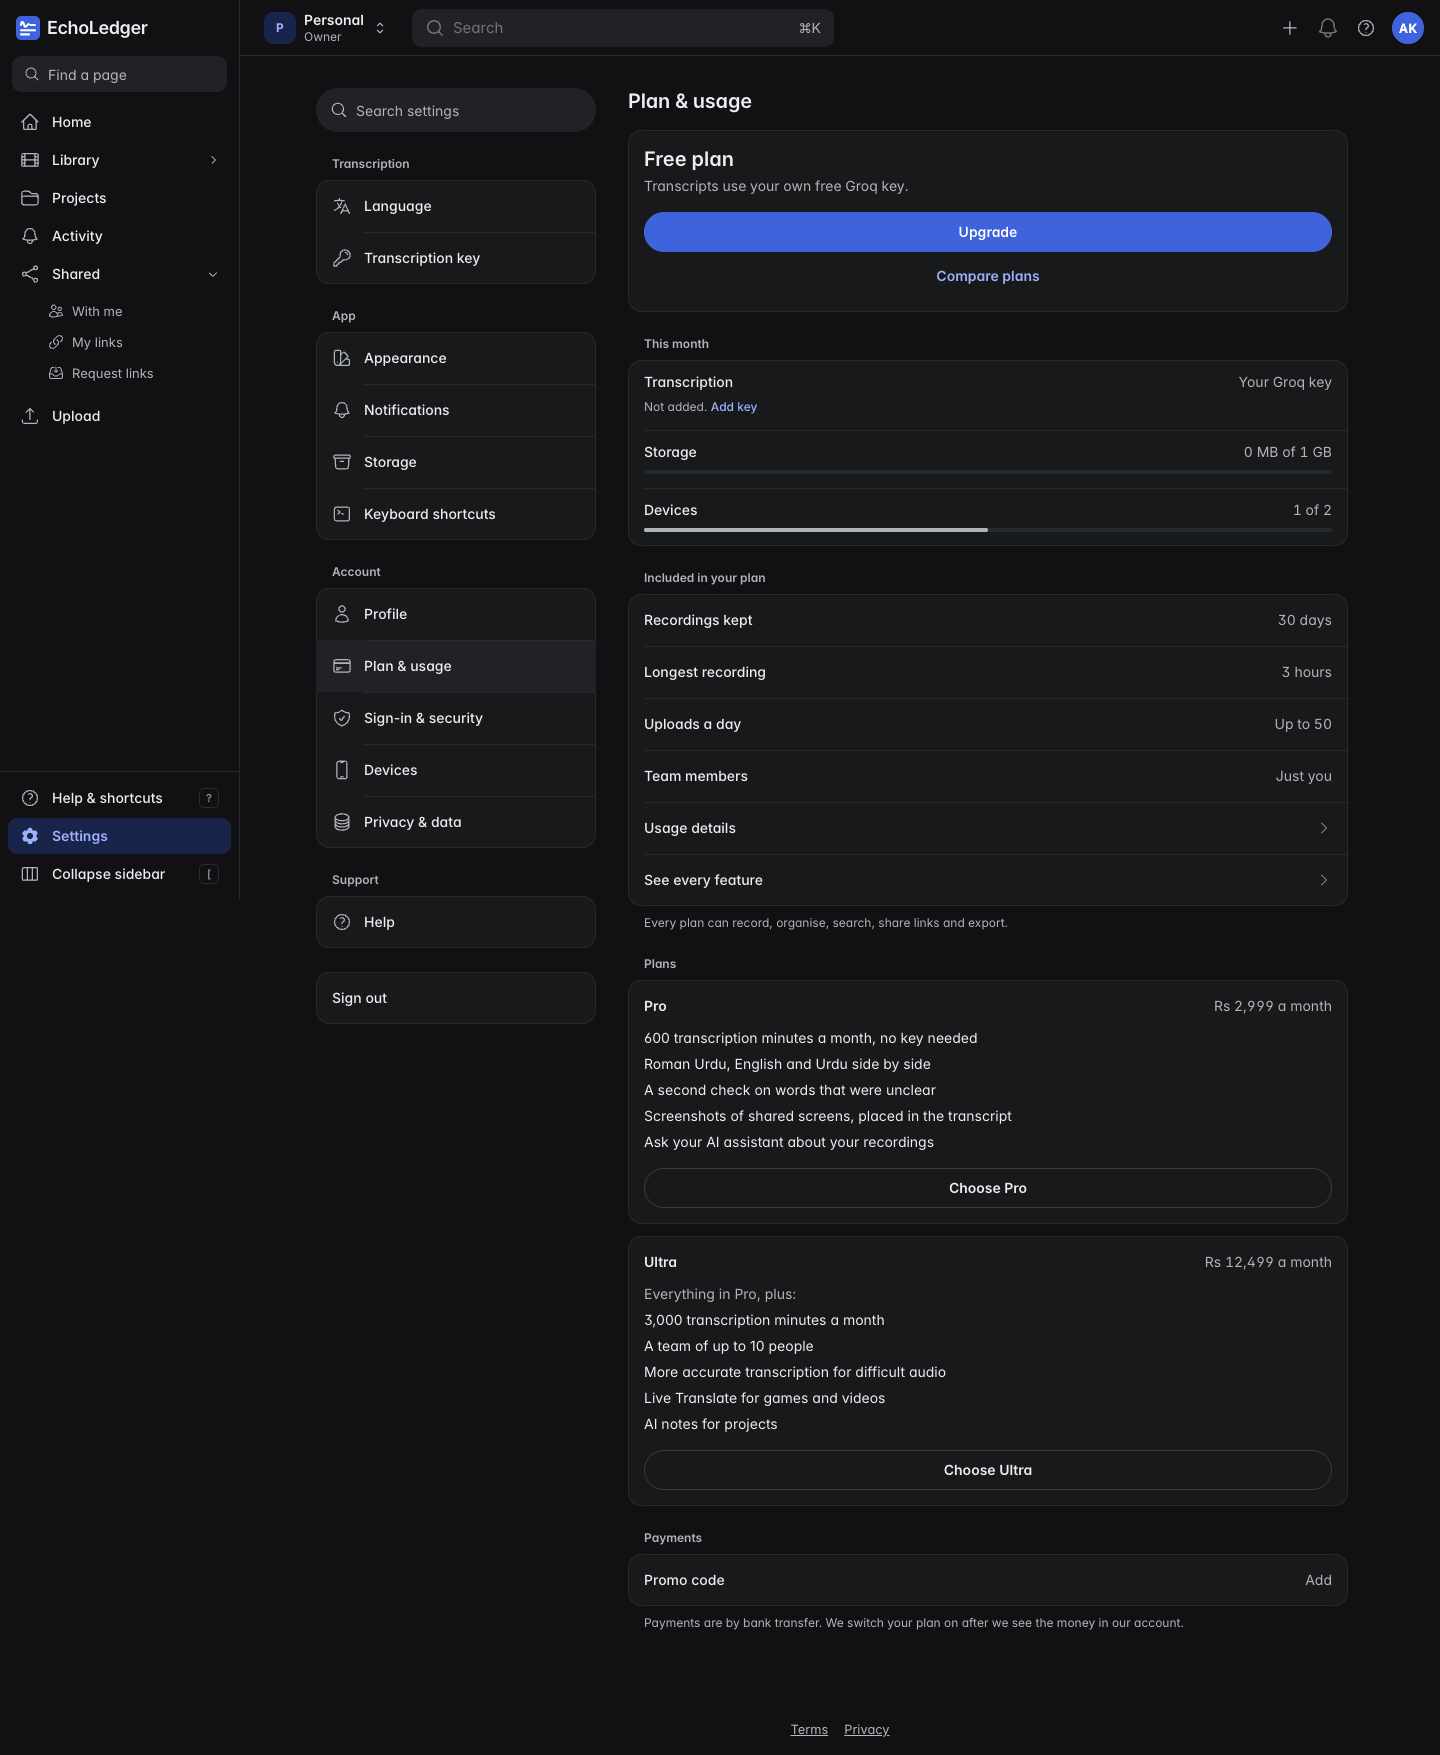 EchoLedger
Find a page
Home
Library
Projects
Activity
Shared
With me
My links
Request links
Upload
Help & shortcuts ?
Settings
Collapse sidebar [
P Personal
Owner
Search ⌘K
AK
Search settings
Transcription
Language
Transcription key
App
Appearance
Notifications
Storage
Keyboard shortcuts
Account
Profile
Plan & usage
Sign-in & security
Devices
Privacy & data
Support
Help
Sign out
Plan & usage
Free plan
Transcripts use your own free Groq key.
Upgrade
Compare plans
This month
Transcription Your Groq key
Not added. Add key
Storage 0 MB of 1 GB
Devices 1 of 2
Included in your plan
Recordings kept 30 days
Longest recording 3 hours
Uploads a day Up to 50
Team members Just you
Usage details
See every feature
Every plan can record, organise, search, share links and export.
Plans
Pro Rs 2,999 a month
600 transcription minutes a month, no key needed
Roman Urdu, English and Urdu side by side
A second check on words that were unclear
Screenshots of shared screens, placed in the transcript
Ask your AI assistant about your recordings
Choose Pro
Ultra Rs 12,499 a month
Everything in Pro, plus:
3,000 transcription minutes a month
A team of up to 10 people
More accurate transcription for difficult audio
Live Translate for games and videos
AI notes for projects
Choose Ultra
Payments
Promo code Add
Payments are by bank transfer. We switch your plan on after we see the money in our account.
Terms Privacy